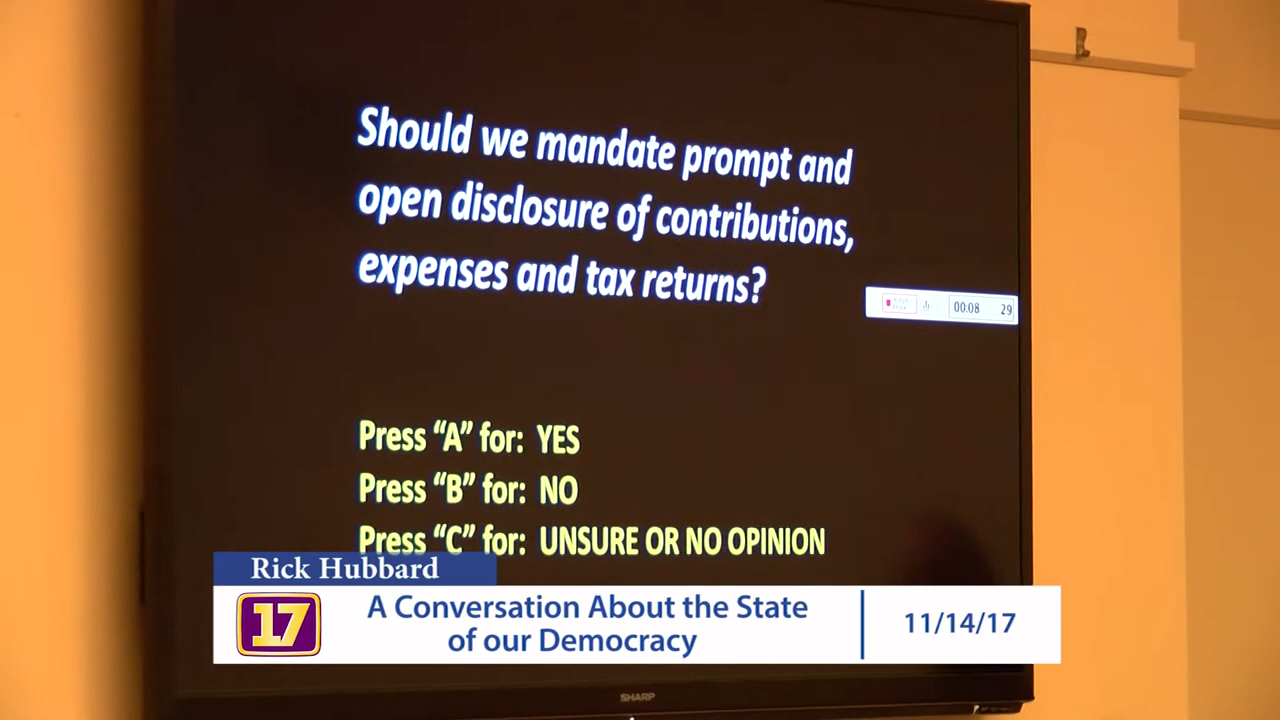 Should we mandate prompt and
open disclosure of contributions,
expenses and tax returns?
00:08 29
Press “A” for: YES
Press “B” for: NO
Press “C” for: UNSURE OR NO OPINION
Rick Hubbard
17
A Conversation About the State
of our Democracy
11/14/17
SHARP